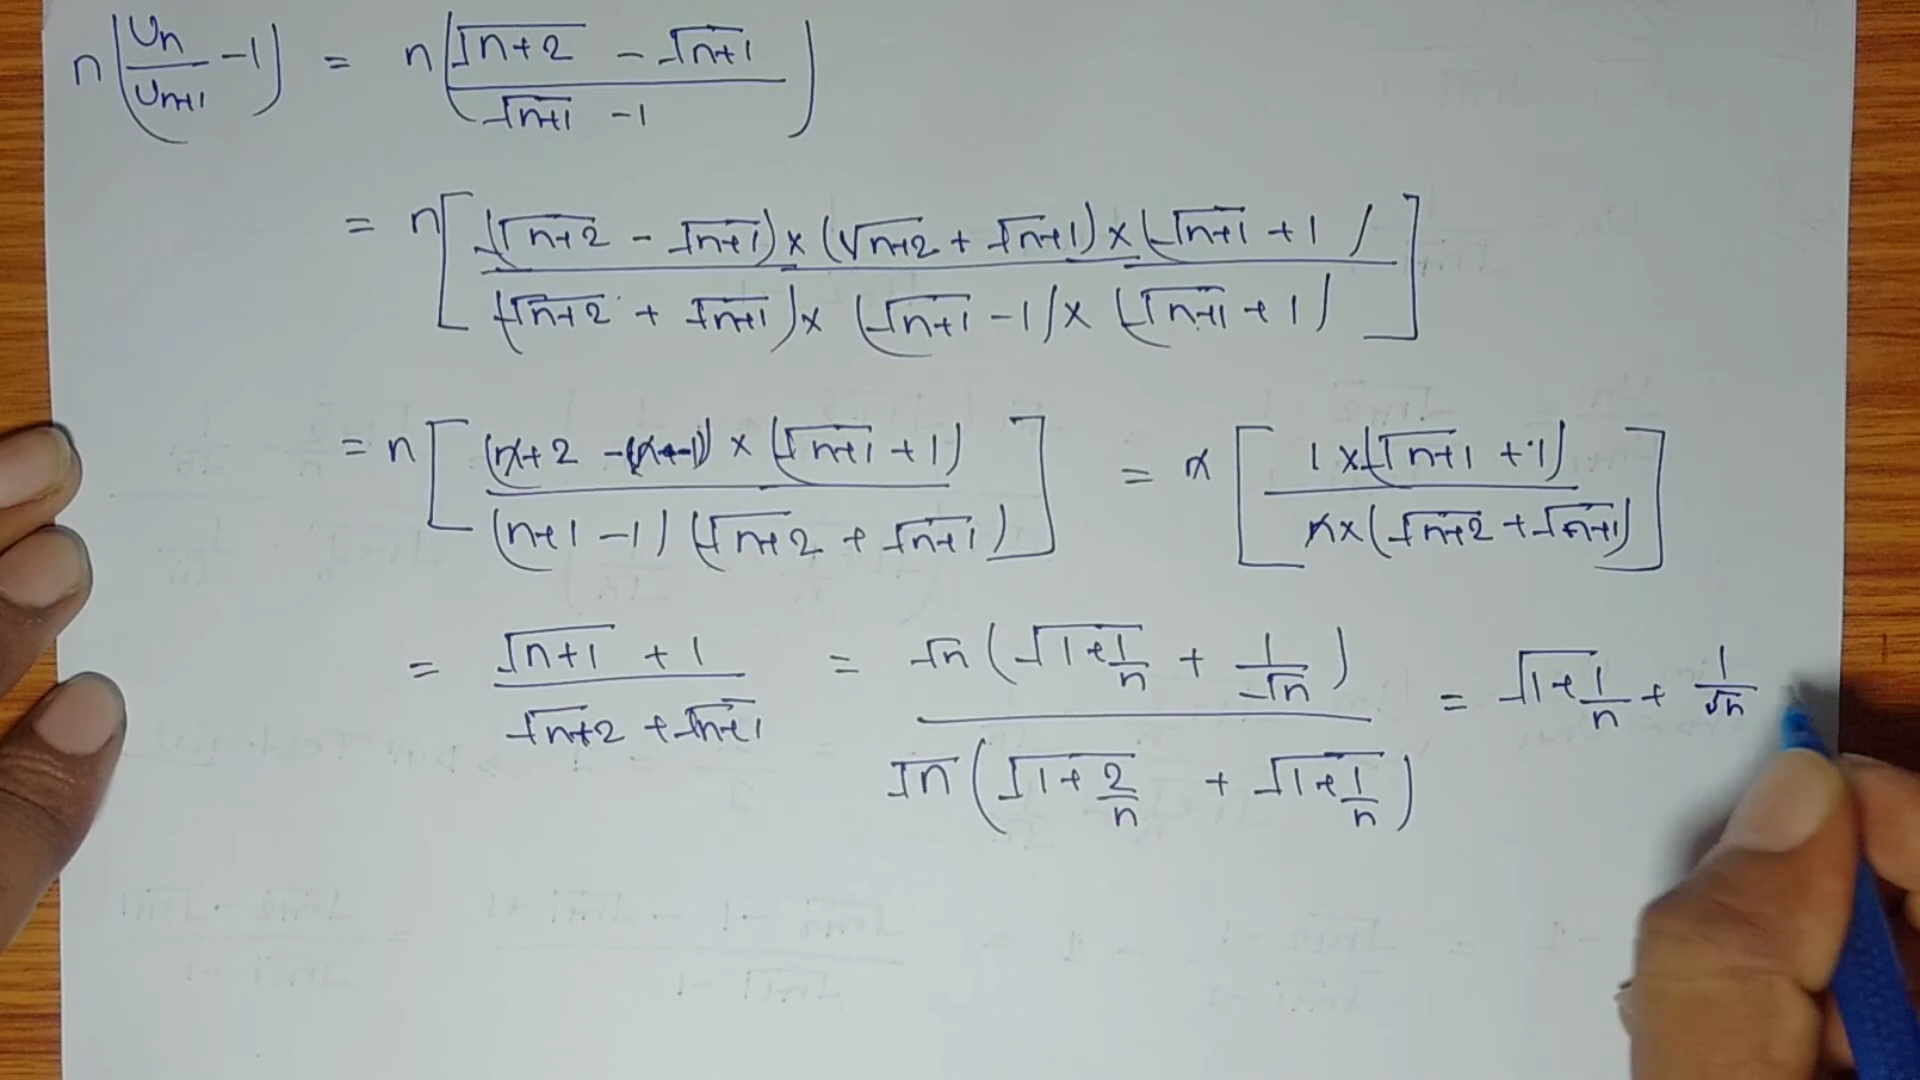 n(Un/Un+1 - 1) = n((√n+2 - √n+1)/(√n+1 - 1))
= n[((√n+2 - √n+1) × (√n+2 + √n+1) × (√n+1 + 1))/((√n+2 + √n+1) × (√n+1 - 1) × (√n+1 + 1))]
= n[((n+2 - (n+1)) × (√n+1 + 1))/((n+1-1)(√n+2 + √n+1))] = n[(1 × (√n+1 + 1))/(n × (√n+2 + √n+1))]
= (√n+1 + 1)/(√n+2 + √n+1) = √n(√1+1/n + 1/√n)/√n(√1+2/n + √1+1/n) = √1+1/n + 1/√n